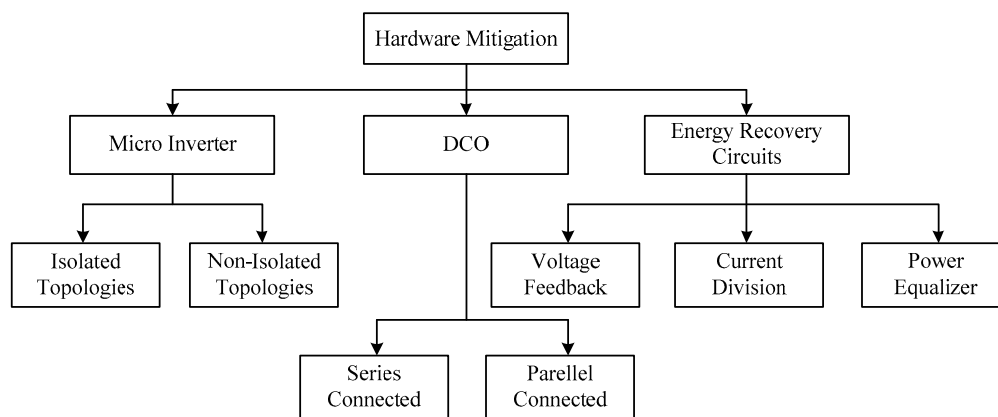 Hardware Mitigation
Micro Inverter
DCO
Energy Recovery
Circuits
Isolated
Topologies
Non-Isolated
Topologies
Voltage
Feedback
Current
Division
Power
Equalizer
Series
Connected
Parellel
Connected